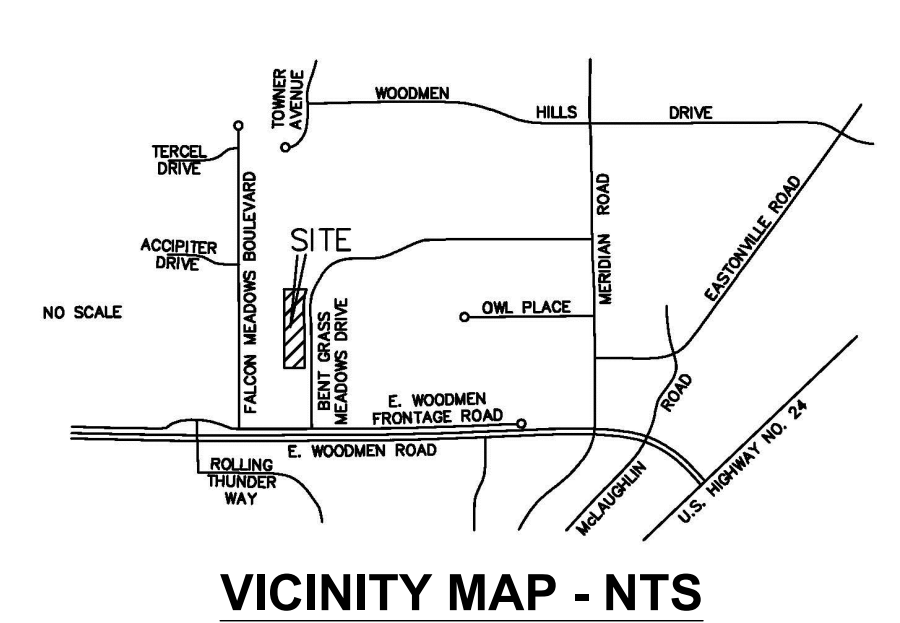 TOWNER
AVENUE
WOODMEN
HILLS
DRIVE
TERCEL
DRIVE
FALCON MEADOWS BOULEVARD
MERIDIAN ROAD
EASTONVILLE ROAD
ACCIPITER
DRIVE
SITE
NO SCALE
BENT GRASS
MEADOWS DRIVE
OWL PLACE
E. WOODMEN
FRONTAGE ROAD
E. WOODMEN ROAD
ROLLING
THUNDER
WAY
McLAUGHLIN ROAD
U.S. HIGHWAY NO. 24
VICINITY MAP - NTS